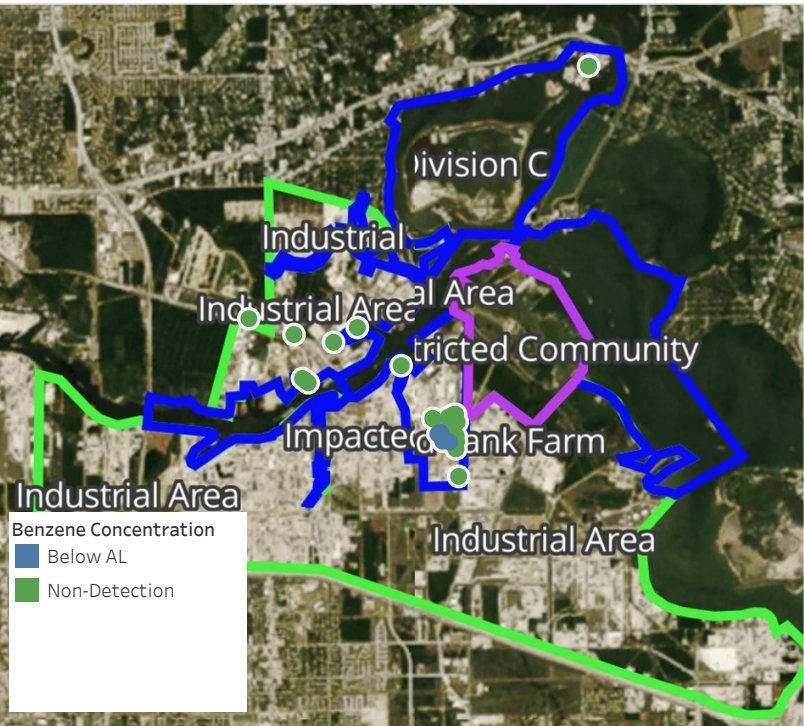 Division C
Industrial
al Area
Industrial Area
tricted Community
Impacted
ank Farm
Industrial Area
Industrial Area
Benzene Concentration
Below AL
Non-Detection